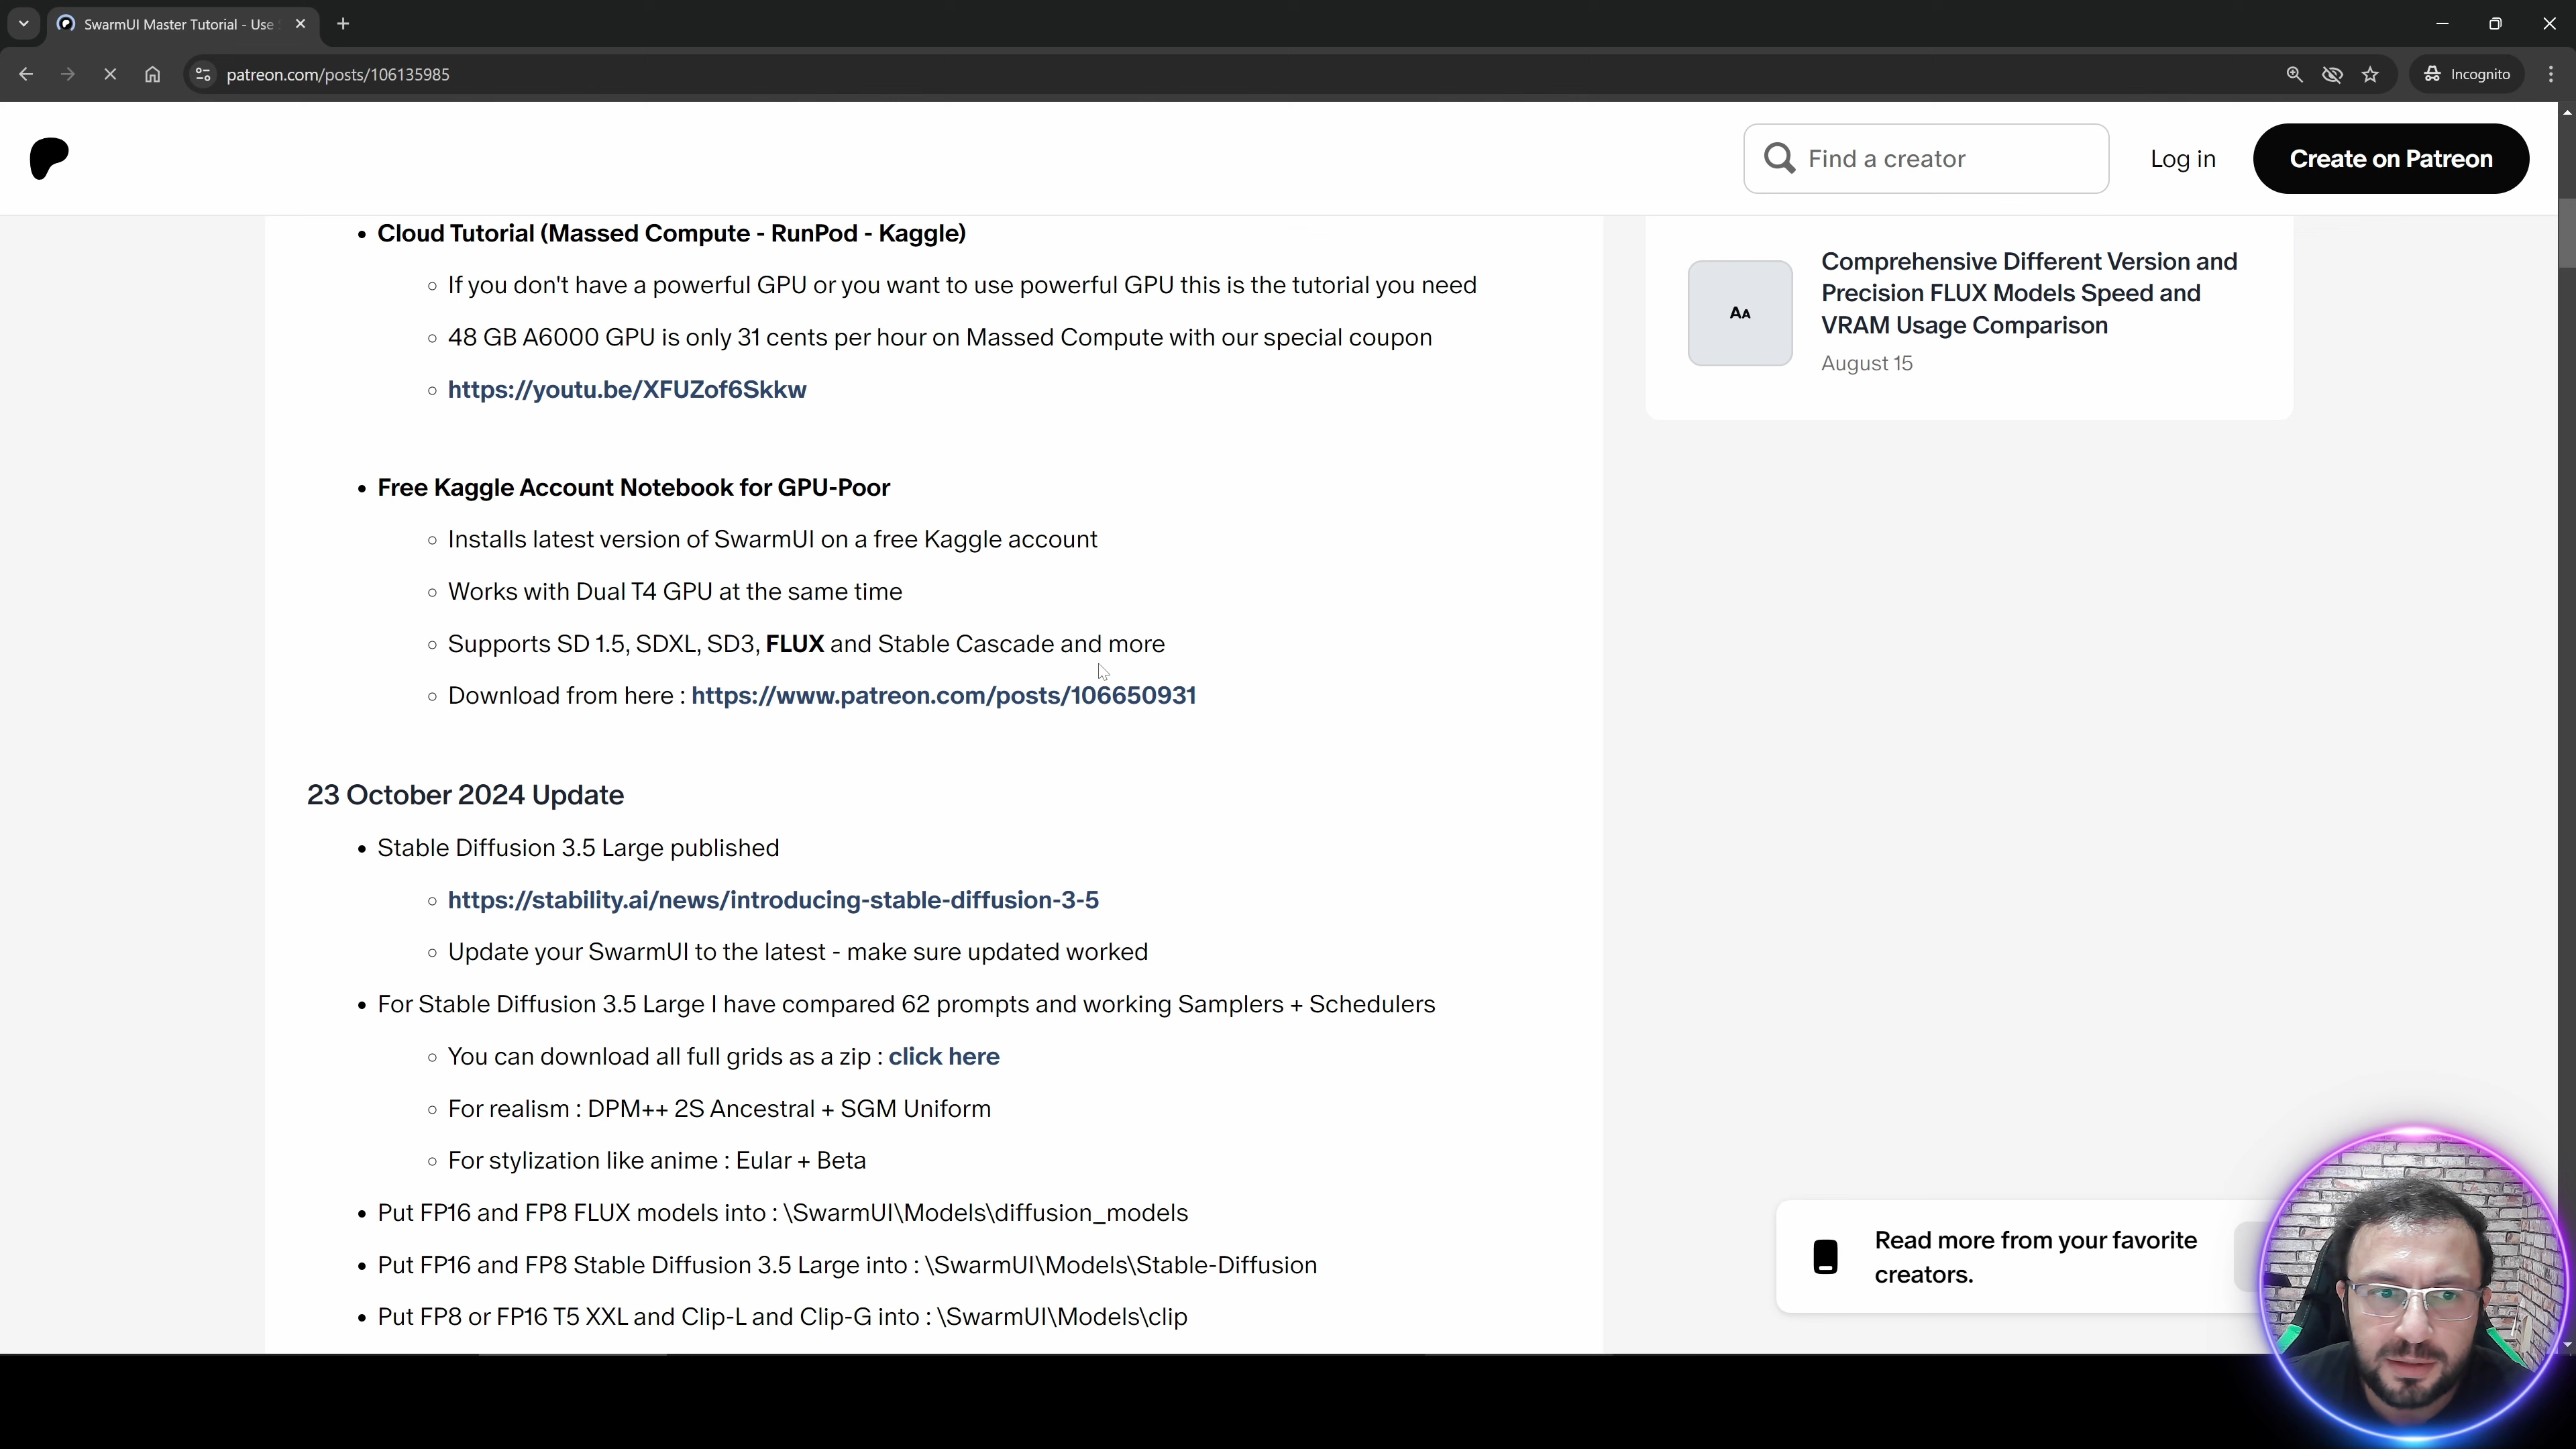 SwarmUI Master Tutorial - Use
patreon.com/posts/106135985
Incognito
Find a creator
Log in
Create on Patreon
Cloud Tutorial (Massed Compute - RunPod - Kaggle)
If you don't have a powerful GPU or you want to use powerful GPU this is the tutorial you need
48 GB A6000 GPU is only 31 cents per hour on Massed Compute with our special coupon
https://youtu.be/XFUZof6Skkw
Free Kaggle Account Notebook for GPU-Poor
Installs latest version of SwarmUI on a free Kaggle account
Works with Dual T4 GPU at the same time
Supports SD 1.5, SDXL, SD3, FLUX and Stable Cascade and more
Download from here : https://www.patreon.com/posts/106650931
23 October 2024 Update
Stable Diffusion 3.5 Large published
https://stability.ai/news/introducing-stable-diffusion-3-5
Update your SwarmUI to the latest - make sure updated worked
For Stable Diffusion 3.5 Large I have compared 62 prompts and working Samplers + Schedulers
You can download all full grids as a zip : click here
For realism : DPM++ 2S Ancestral + SGM Uniform
For stylization like anime : Eular + Beta
Put FP16 and FP8 FLUX models into : \SwarmUI\Models\diffusion_models
Put FP16 and FP8 Stable Diffusion 3.5 Large into : \SwarmUI\Models\Stable-Diffusion
Put FP8 or FP16 T5 XXL and Clip-L and Clip-G into : \SwarmUI\Models\clip
AA
Comprehensive Different Version and
Precision FLUX Models Speed and
VRAM Usage Comparison
August 15
Read more from your favorite
creators.